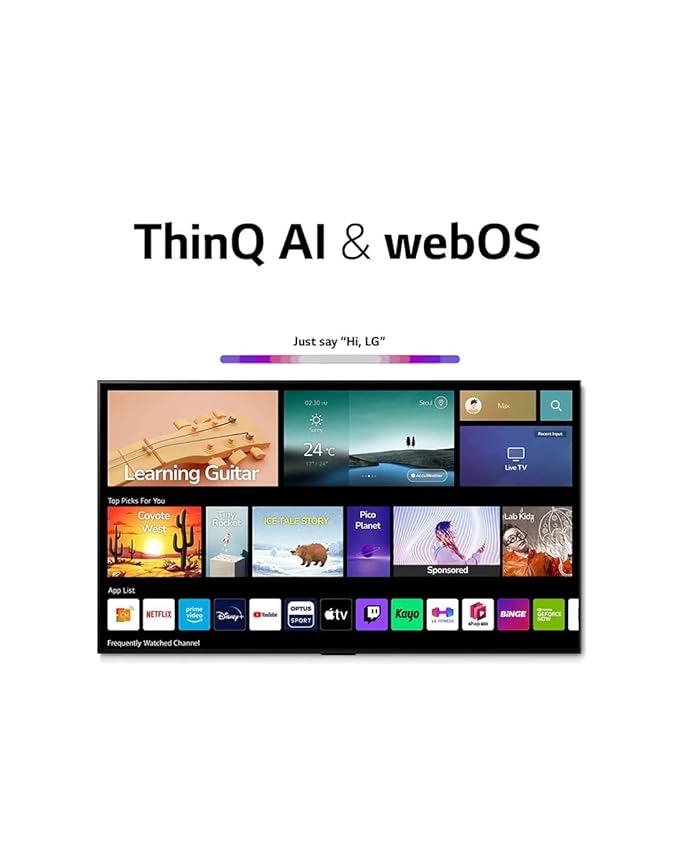 ThinQ AI & webOS
Just say “Hi, LG”
Learning Guitar
02:30 PM
Sunny
24 °C
17° / 24°
Seoul
AccuWeather
Max
Recent Input
Live TV
Top Picks For You
Coyote West
Tiny Rocket
ICE TALE STORY
Pico Planet
Sponsored
Lab Kidz
App List
CH
NETFLIX
prime video
Disney+
YouTube
OPTUS SPORT
tv
Kayo
LG FITNESS
BINGE
GEFORCE NOW
Frequently Watched Channel